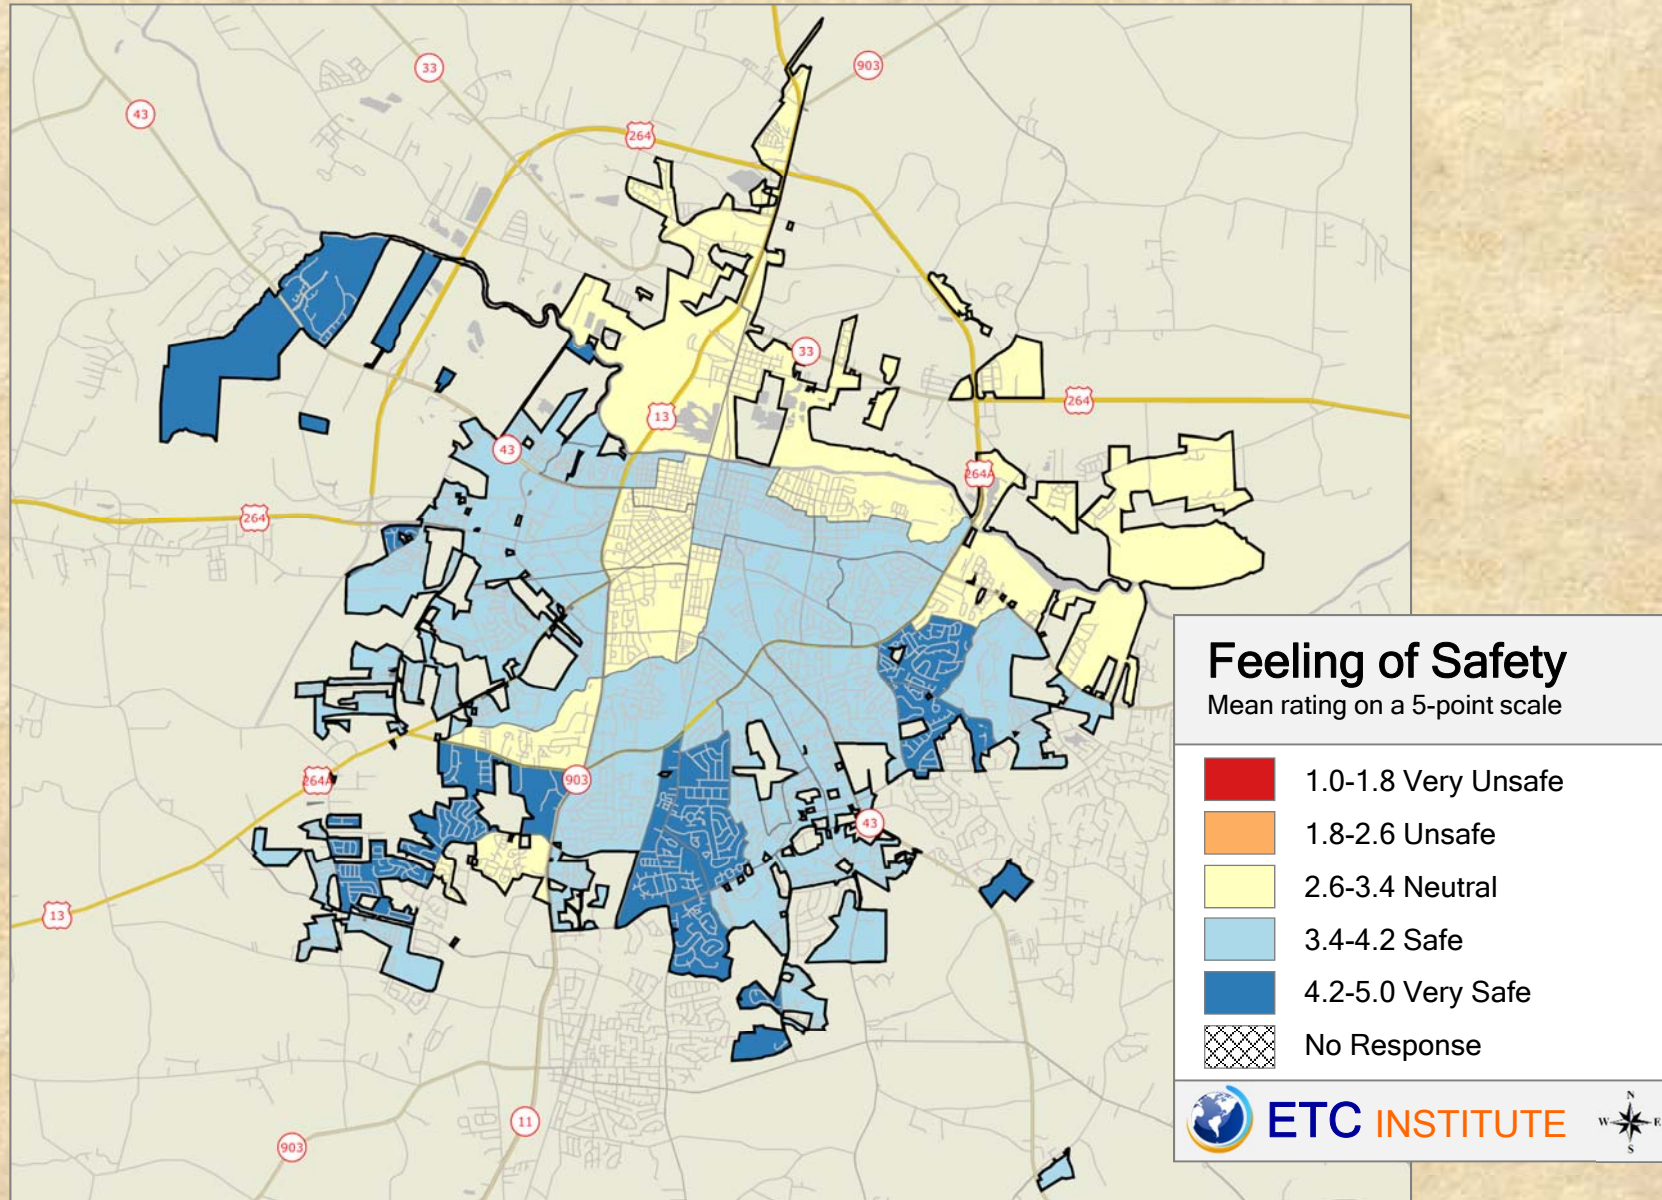 33
903
43
264
33
264
13
43
264A
264
903
264A
43
13
11
903
Feeling of Safety
Mean rating on a 5-point scale
1.0-1.8 Very Unsafe
1.8-2.6 Unsafe
2.6-3.4 Neutral
3.4-4.2 Safe
4.2-5.0 Very Safe
No Response
ETC INSTITUTE
N
W E
S